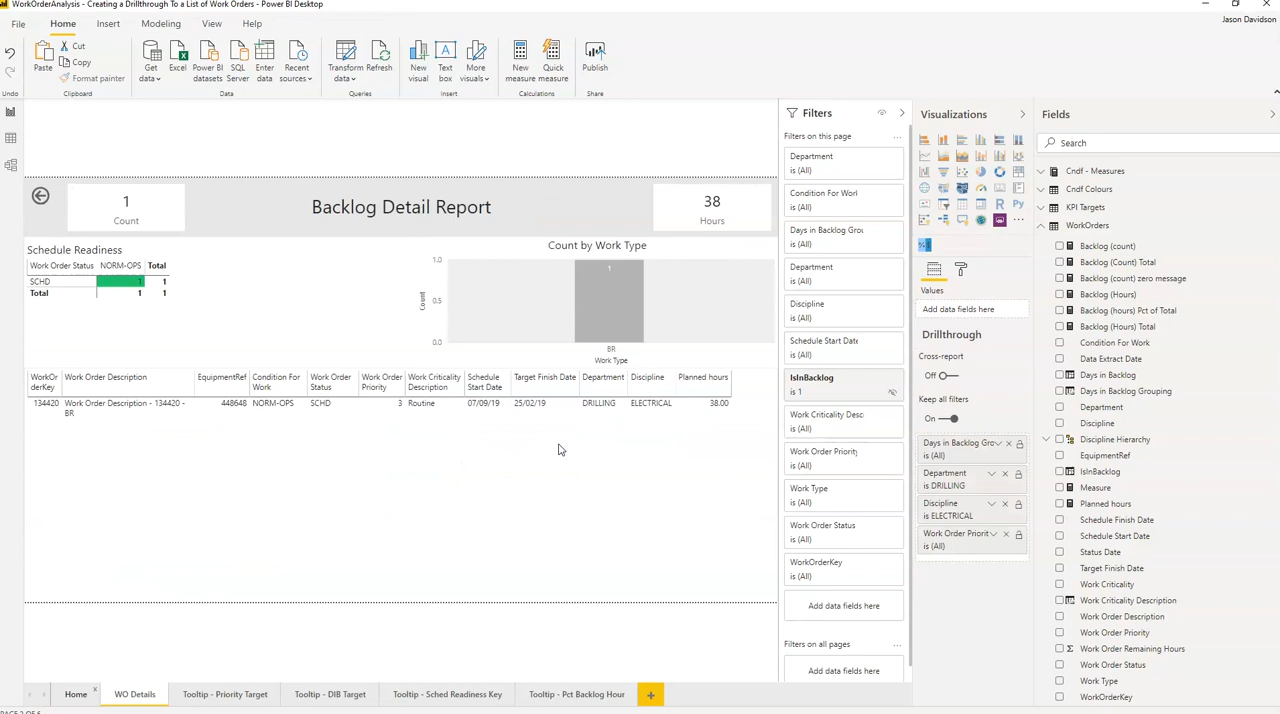 WorkOrderAnalysis - Creating a Drillthrough To a List of Work Orders - Power BI Desktop
Jason Davidson
File Home Insert Modeling View Help
Undo
Paste
Cut
Copy
Format painter
Clipboard
Get data
Excel
Power BI datasets
SQL Server
Enter data
Recent sources
Data
Transform data
Refresh
Queries
New visual
Text box
More visuals
Insert
New measure
Quick measure
Calculations
Publish
Share
1
Count
Backlog Detail Report
38
Hours
Schedule Readiness
Work Order Status NORM-OPS Total
SCHD 1 1
Total 1 1
Count by Work Type
Count
1.0
0.5
0.0
1
BR
Work Type
WorkOrderKey Work Order Description EquipmentRef Condition For Work Work Order Status Work Order Priority Work Criticality Description Schedule Start Date Target Finish Date Department Discipline Planned hours
134420 Work Order Description - 134420 - BR 448648 NORM-OPS SCHD 3 Routine 07/09/19 25/02/19 DRILLING ELECTRICAL 38.00
Filters
Filters on this page ...
Department
is (All)
Condition For Work
is (All)
Days in Backlog Grou
is (All)
Department
is (All)
Discipline
is (All)
Schedule Start Date
is (All)
IsInBacklog
is 1
Work Criticality Desc
is (All)
Work Order Priority
is (All)
Work Type
is (All)
Work Order Status
is (All)
WorkOrderKey
is (All)
Add data fields here
Filters on all pages ...
Add data fields here
Visualizations
R Py
Values
Add data fields here
Drillthrough
Cross-report
Off
Keep all filters
On
Days in Backlog Gro
is (All)
Department
is DRILLING
Discipline
is ELECTRICAL
Work Order Priorit
is (All)
Fields
Search
Cndf - Measures
Cndf Colours
KPI Targets
WorkOrders
Backlog (count)
Backlog (Count) Total
Backlog (count) zero message
Backlog (Hours)
Backlog (hours) Pct of Total
Backlog (Hours) Total
Condition For Work
Data Extract Date
Days in Backlog
Days in Backlog Grouping
Department
Discipline
Discipline Hierarchy
EquipmentRef
IsInBacklog
Measure
Planned hours
Schedule Finish Date
Schedule Start Date
Status Date
Target Finish Date
Work Criticality
Work Criticality Description
Work Order Description
Work Order Priority
Work Order Remaining Hours
Work Order Status
Work Type
WorkOrderKey
Home WO Details Tooltip - Priority Target Tooltip - DIB Target Tooltip - Sched Readiness Key Tooltip - Pct Backlog Hour